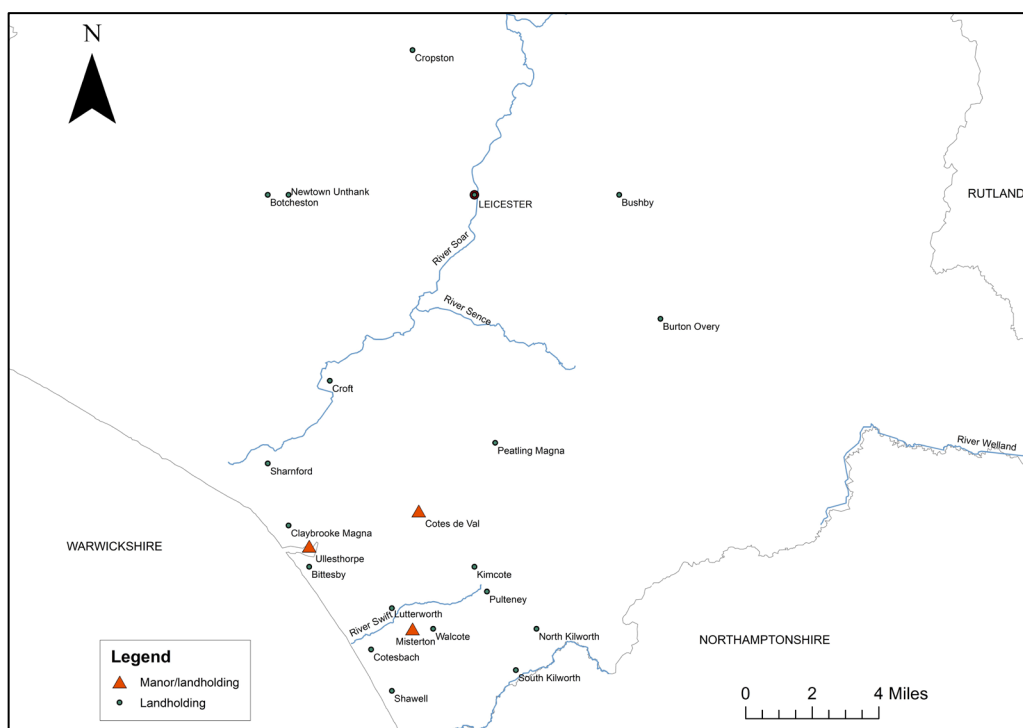 N
Cropston
Newtown Unthank
Botcheston
LEICESTER
Bushby
RUTLAND
River Soar
River Sence
Burton Overy
Croft
Peatling Magna
River Welland
Sharnford
Cotes de Val
Claybrooke Magna
WARWICKSHIRE
Ullesthorpe
Bittesby
Kimcote
Pulteney
River Swift
Lutterworth
Misterton
Walcote
North Kilworth
NORTHAMPTONSHIRE
Cotesbach
South Kilworth
Shawell
Legend
Manor/landholding
Landholding
0 2 4 Miles